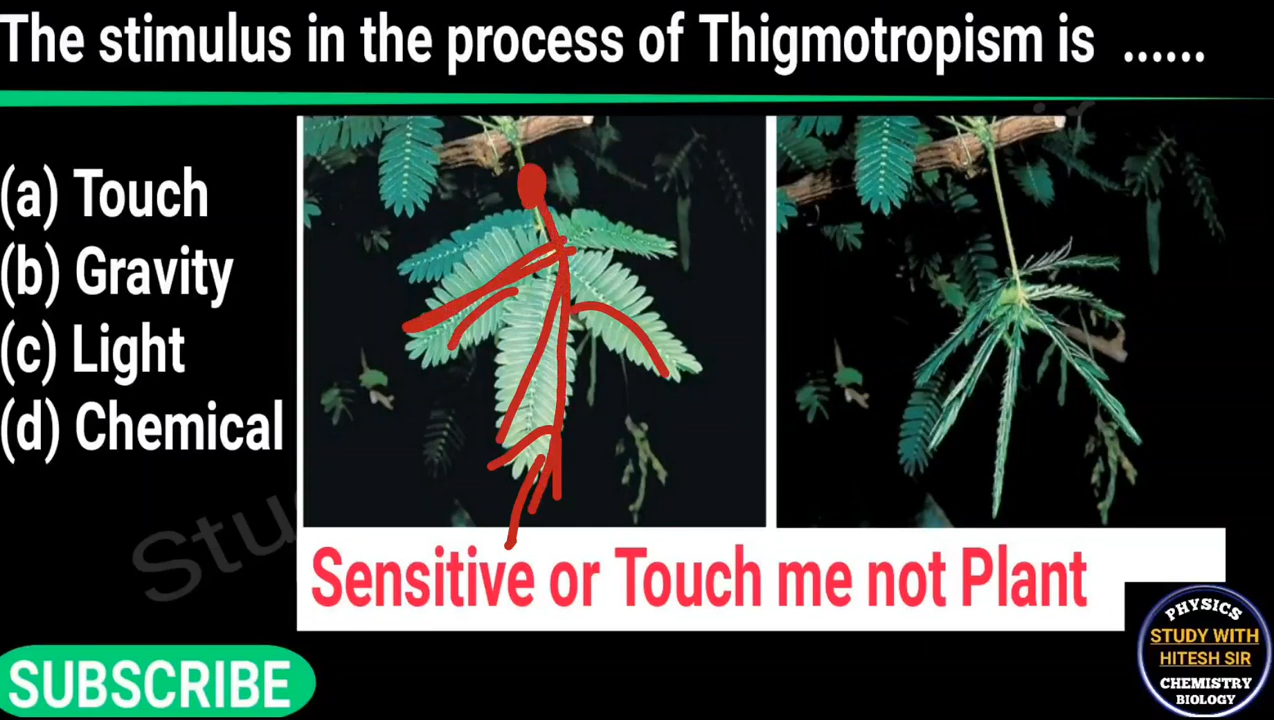 The stimulus in the process of Thigmotropism is ......
(a) Touch
(b) Gravity
(c) Light
(d) Chemical
Sensitive or Touch me not Plant
SUBSCRIBE
PHYSICS
STUDY WITH
HITESH SIR
CHEMISTRY
BIOLOGY